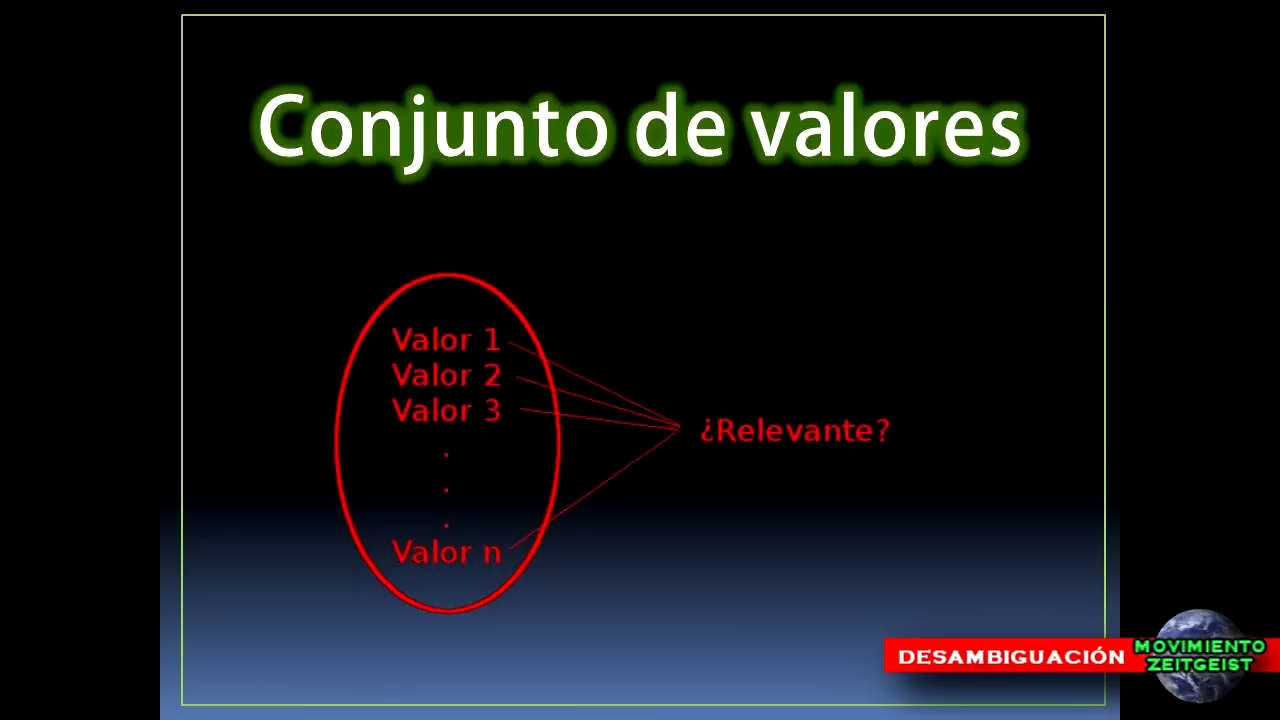 Conjunto de valores
Valor 1
Valor 2
Valor 3
.
.
.
Valor n
¿Relevante?
DESAMBIGUACIÓN
MOVIMIENTO
ZEITGEIST